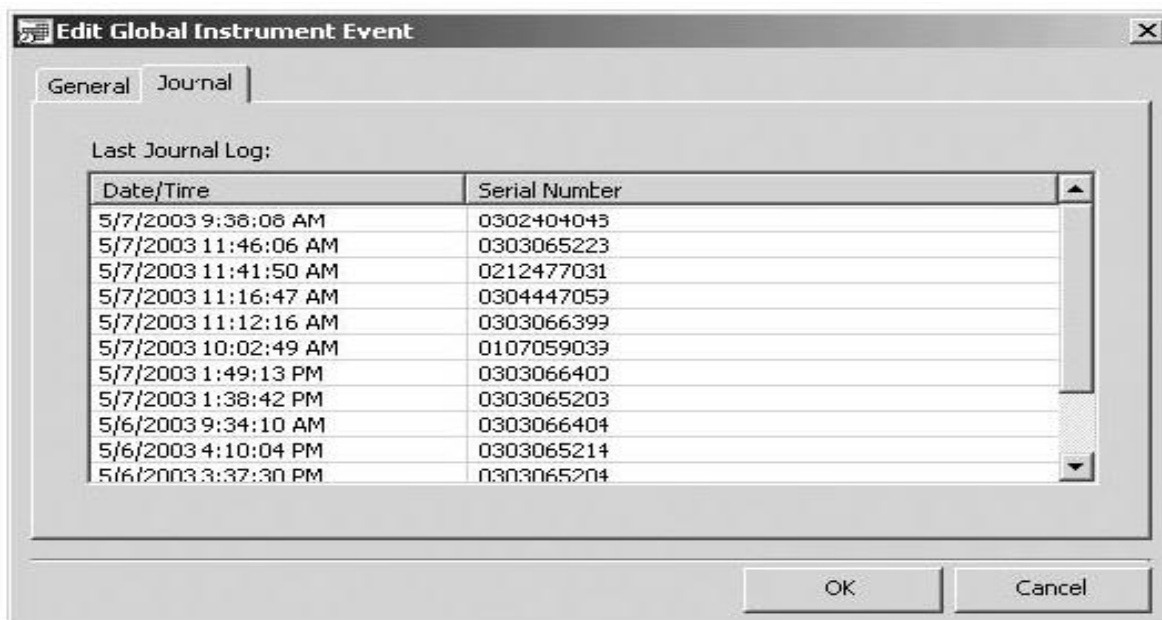 Edit Global Instrument Event
General Journal
Last Journal Log:
Date/Time Serial Number
5/7/2003 9:38:08 AM 0302404043
5/7/2003 11:46:06 AM 0303065223
5/7/2003 11:41:50 AM 0212477031
5/7/2003 11:16:47 AM 0304447059
5/7/2003 11:12:16 AM 0303066399
5/7/2003 10:02:49 AM 0107059039
5/7/2003 1:49:13 PM 0303066400
5/7/2003 1:38:42 PM 0303065203
5/6/2003 9:34:10 AM 0303066404
5/6/2003 4:10:04 PM 0303065214
5/6/2003 3:37:30 PM 0303065204
OK Cancel